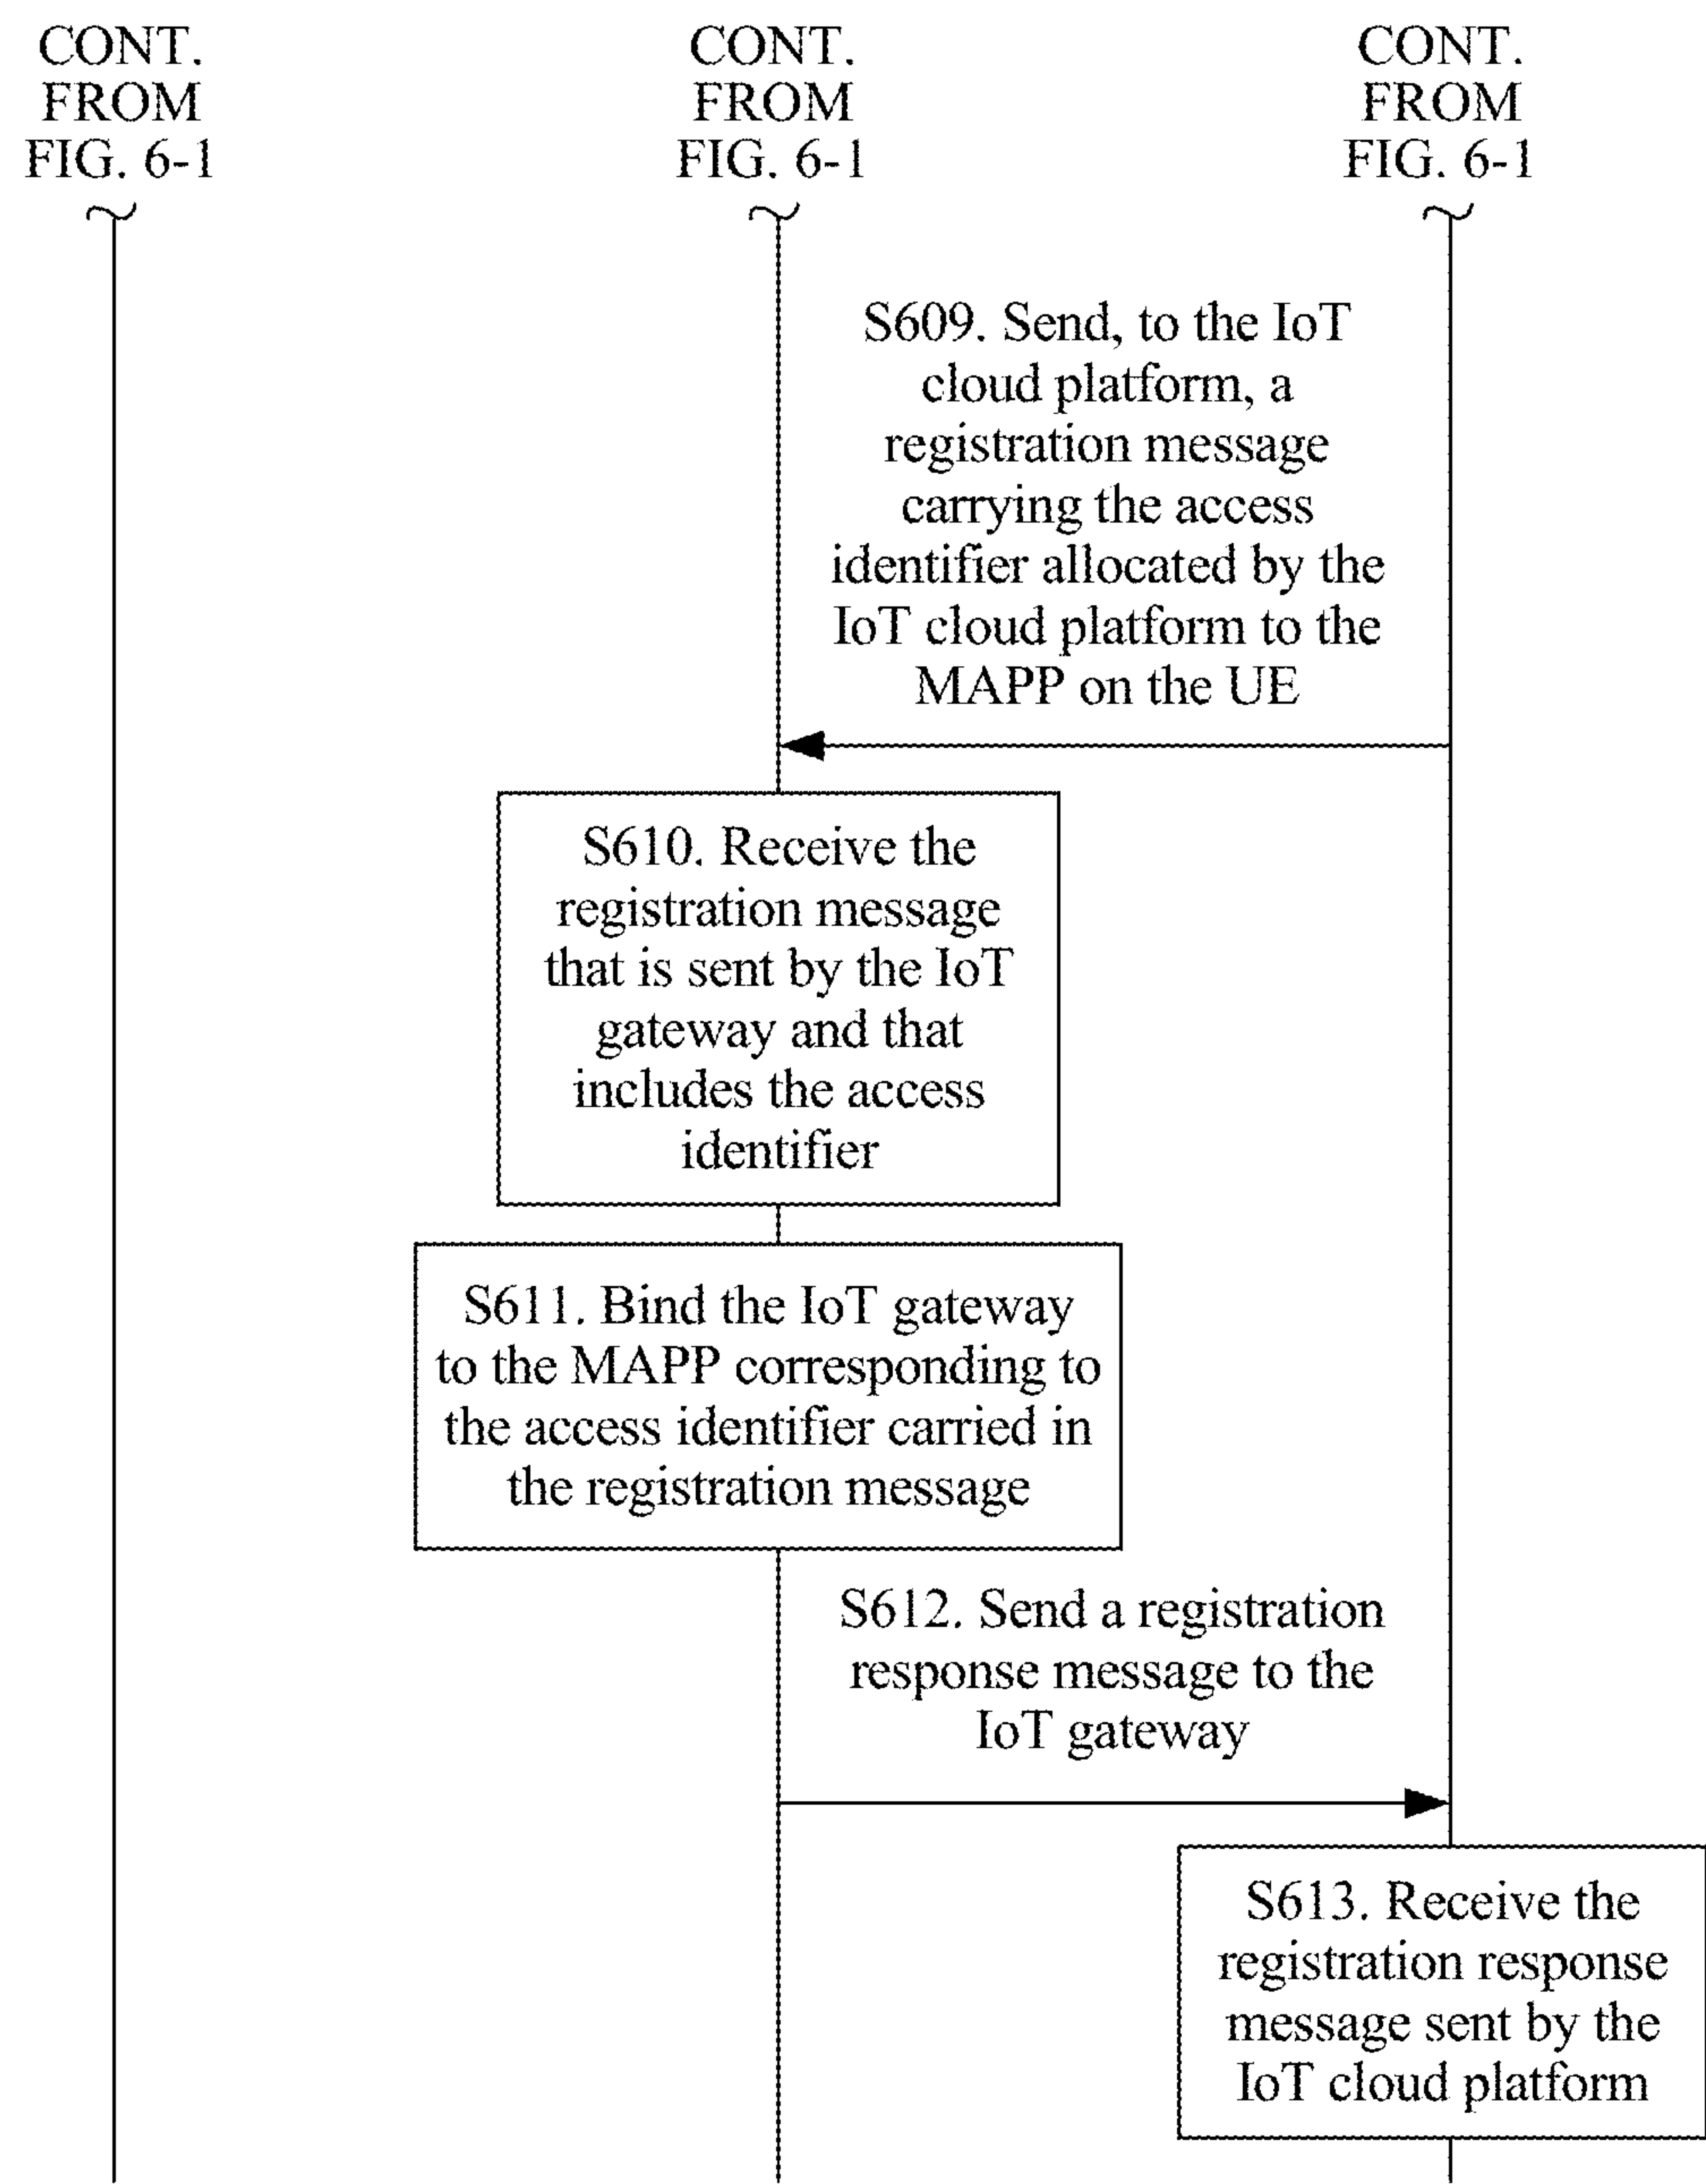 CONT.
FROM
FIG. 6-1
CONT.
FROM
FIG. 6-1
CONT.
FROM
FIG. 6-1
S609. Send, to the IoT
cloud platform, a
registration message
carrying the access
identifier allocated by the
IoT cloud platform to the
MAPP on the UE
S610. Receive the
registration message
that is sent by the IoT
gateway and that
includes the access
identifier
S611. Bind the IoT gateway
to the MAPP corresponding to
the access identifier carried in
the registration message
S612. Send a registration
response message to the
IoT gateway
S613. Receive the
registration response
message sent by the
IoT cloud platform